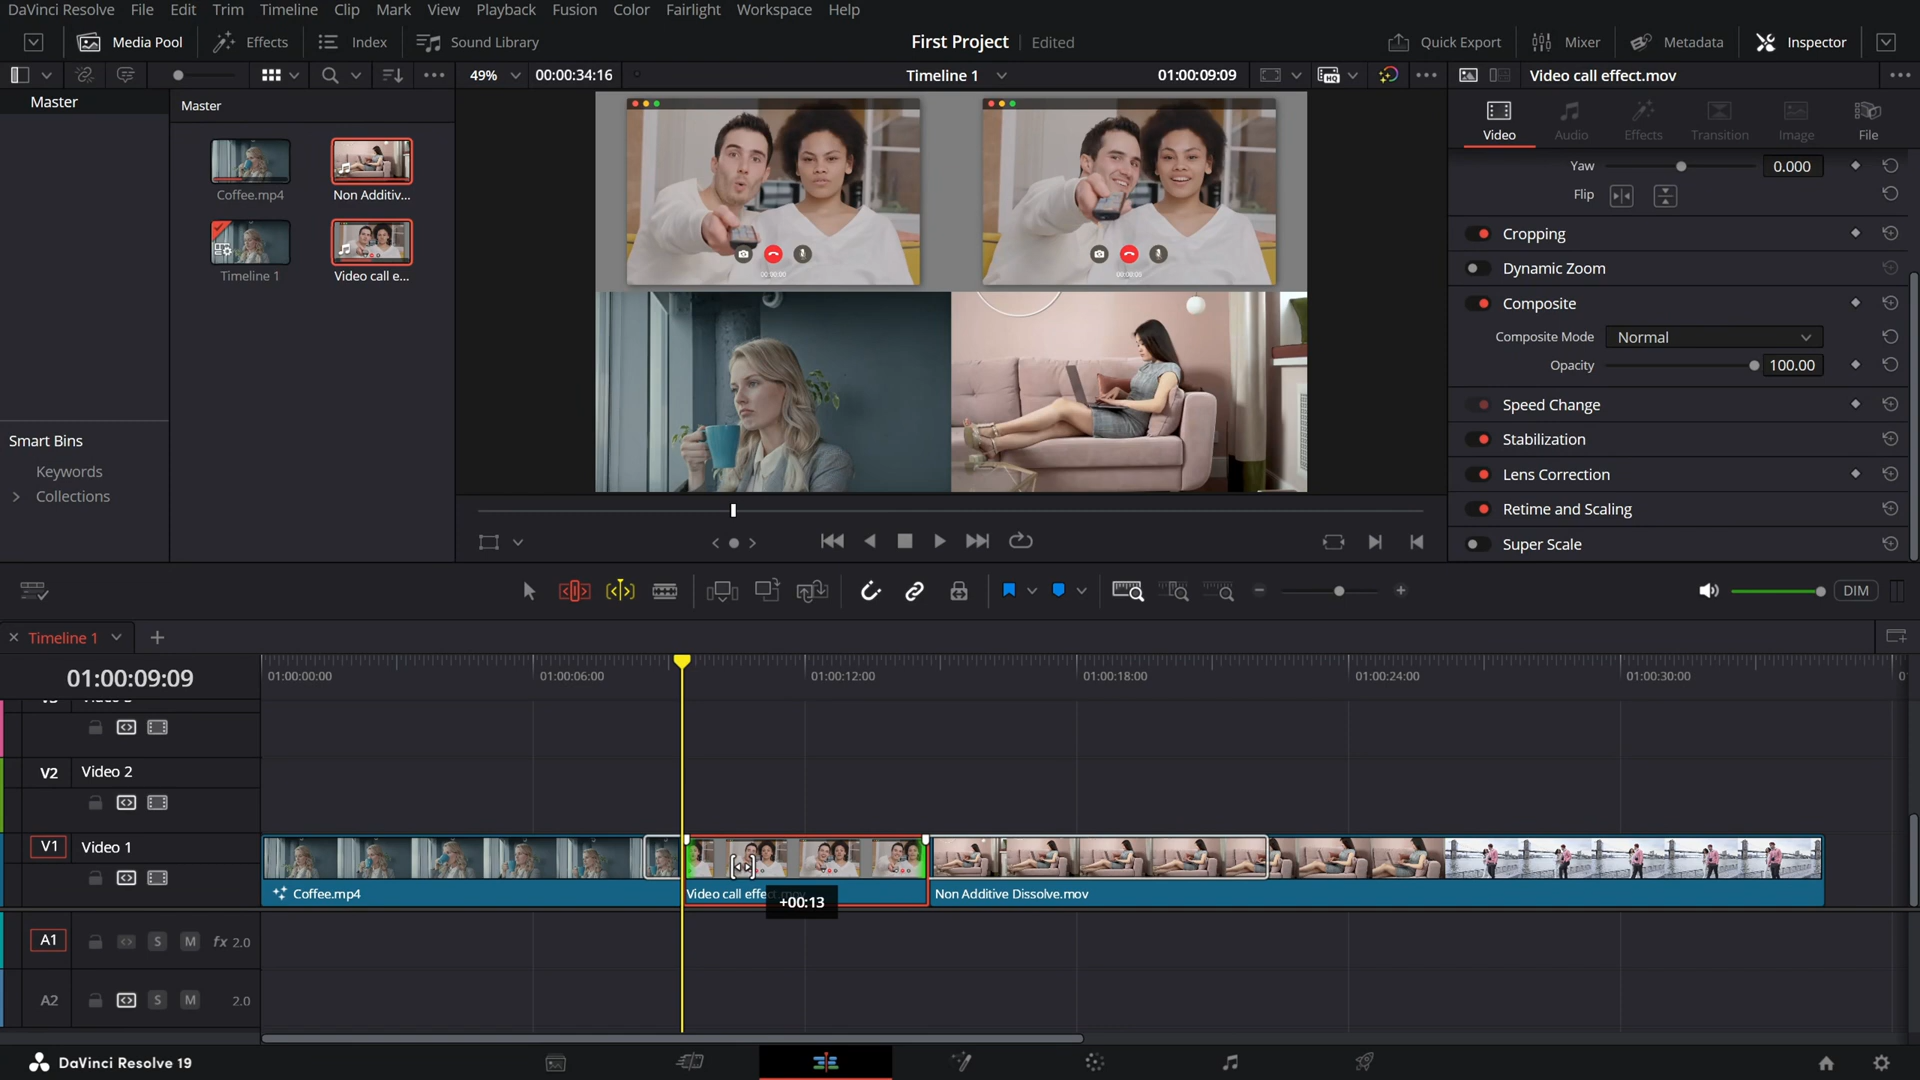 DaVinci Resolve File Edit Trim Timeline Clip Mark View Playback Fusion Color Fairlight Workspace Help
Media Pool Effects Index Sound Library First Project Edited Quick Export Mixer Metadata Inspector
49% 00:00:34:16 Timeline 1 01:00:09:09 HQ Video call effect.mov
Master Master
Video Audio Effects Transition Image File
Yaw 0.000
Coffee.mp4 Non Additiv...
Flip
Cropping
Dynamic Zoom
Timeline 1 Video call e...
00:00:00 00:00:00
Composite
Composite Mode Normal
Opacity 100.00
Speed Change
Smart Bins
Stabilization
Keywords
Lens Correction
Collections
Retime and Scaling
Super Scale
DIM
Timeline 1
01:00:09:09
01:00:00:00 01:00:06:00 01:00:12:00 01:00:18:00 01:00:24:00 01:00:30:00
V2 Video 2
V1 Video 1
Coffee.mp4 Video call effe Non Additive Dissolve.mov
+00:13
A1 S M fx 2.0
A2 S M 2.0
DaVinci Resolve 19